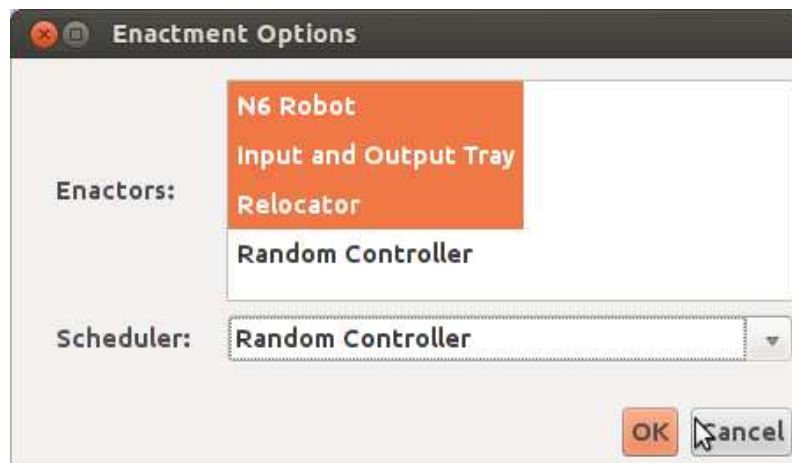 Enactment Options
N6 Robot
Input and Output Tray
Enactors:
Relocator
Random Controller
Scheduler: Random Controller
OK Cancel